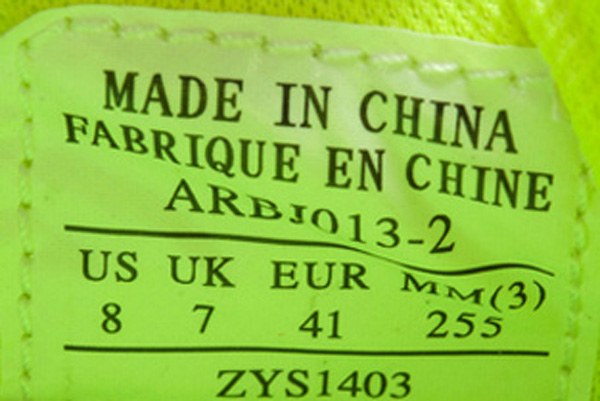 MADE IN CHINA
FABRIQUE EN CHINE
ARBJ013-2
US UK EUR MM(3)
8 7 41 255
ZYS1403